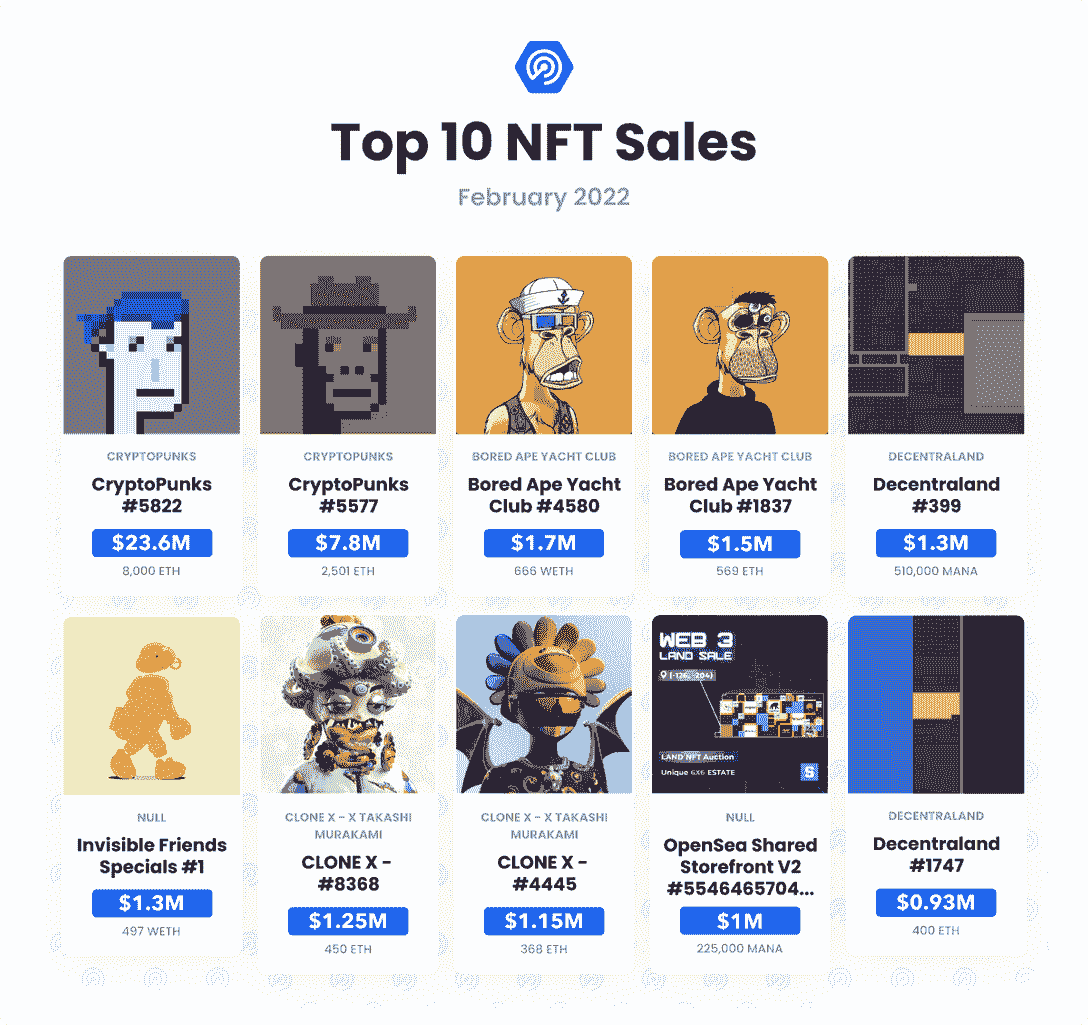 Top 10 NFT Sales
February 2022
CRYPTOPUNKS
CryptoPunks
#5822
$23.6M
8,000 ETH
CRYPTOPUNKS
CryptoPunks
#5577
$7.8M
2,501 ETH
BORED APE YACHT CLUB
Bored Ape Yacht
Club #4580
$1.7M
666 WETH
BORED APE YACHT CLUB
Bored Ape Yacht
Club #1837
$1.5M
569 ETH
DECENTRALAND
Decentraland
#399
$1.3M
510,000 MANA
NULL
Invisible Friends
Specials #1
$1.3M
497 WETH
CLONE X - X TAKASHI
MURAKAMI
CLONE X -
#8368
$1.25M
450 ETH
CLONE X - X TAKASHI
MURAKAMI
CLONE X -
#4445
$1.15M
368 ETH
WEB 3
LAND SALE
(-126, -204)
LAND NFT Auction
Unique 6X6 ESTATE
S
NULL
OpenSea Shared
Storefront V2
#5546465704...
$1M
225,000 MANA
DECENTRALAND
Decentraland
#1747
$0.93M
400 ETH